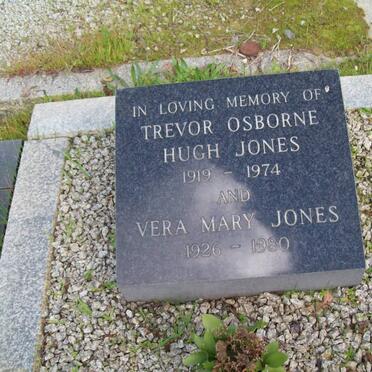 IN LOVING MEMORY OF
TREVOR OSBORNE
HUGH JONES
1919 - 1974
AND
VERA MARY JONES
1926 - 1980